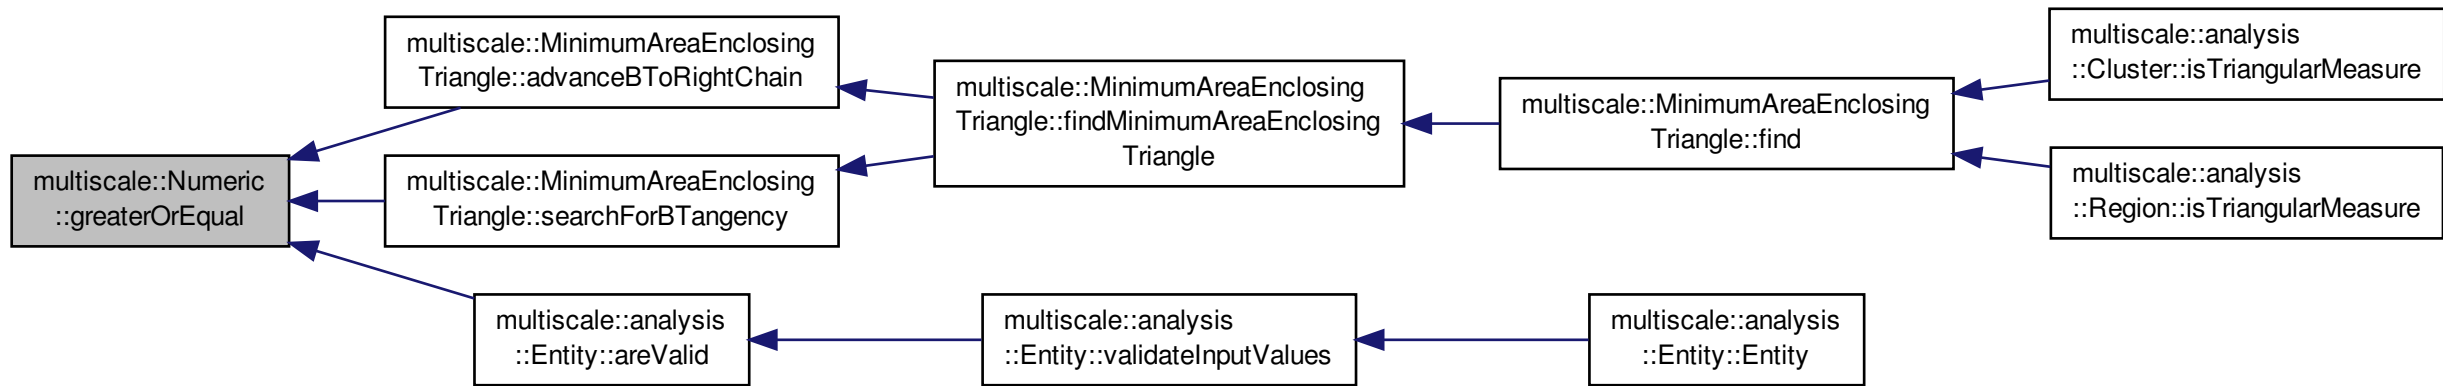 multiscale::Numeric
::greaterOrEqual
multiscale::MinimumAreaEnclosing
Triangle::advanceBToRightChain
multiscale::MinimumAreaEnclosing
Triangle::searchForBTangency
multiscale::analysis
::Entity::areValid
multiscale::MinimumAreaEnclosing
Triangle::findMinimumAreaEnclosing
Triangle
multiscale::analysis
::Entity::validateInputValues
multiscale::MinimumAreaEnclosing
Triangle::find
multiscale::analysis
::Entity::Entity
multiscale::analysis
::Cluster::isTriangularMeasure
multiscale::analysis
::Region::isTriangularMeasure